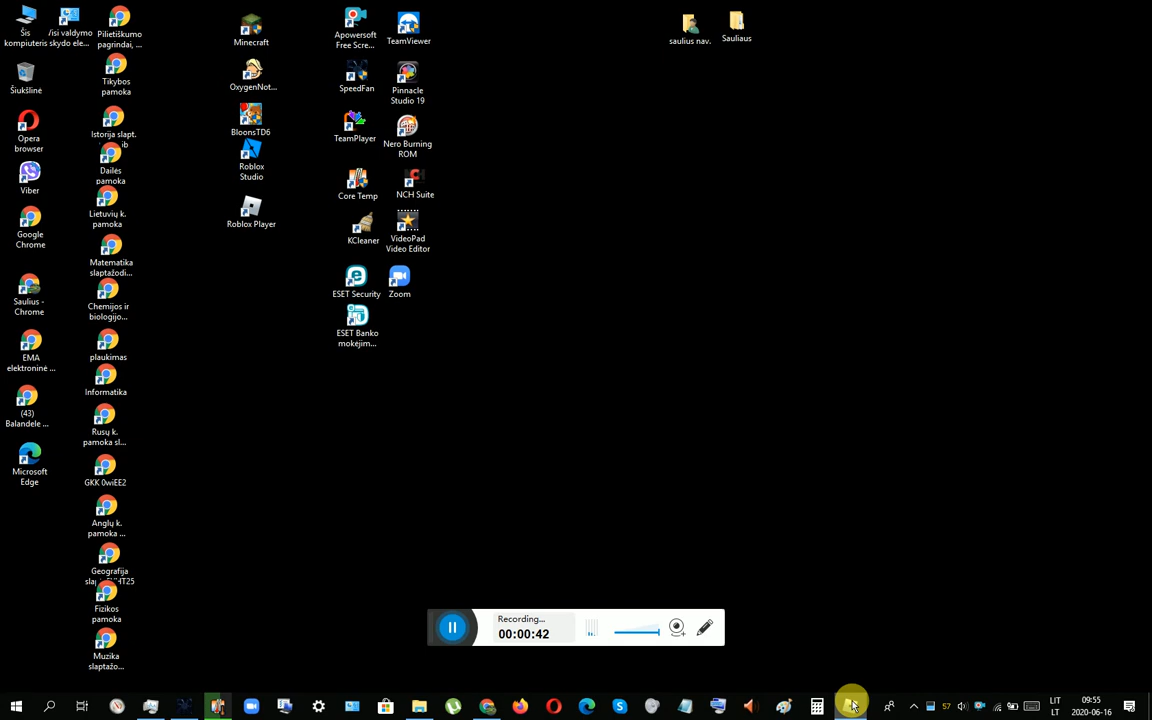 Šis
kompiuteris
Visi valdymo
skydo ele...
Pilietiškumo
pagrindai, ...
Šiukšlinė
Tikybos
pamoka
Opera
browser
Istorija slapt.
Viber
Dailės
pamoka
Google
Chrome
Lietuvių k.
pamoka
Matematika
slaptažodi...
Saulius -
Chrome
Chemijos ir
biologijo...
EMA
elektroninė ...
plaukimas
Informatika
(43)
Balandele ...
Rusų k.
pamoka sl...
Microsoft
Edge
GKK 0wiEE2
Anglų k.
pamoka ...
Geografija
Fizikos
pamoka
Muzika
slaptažo...
Minecraft
OxygenNot...
BloonsTD6
Roblox
Studio
Roblox Player
Apowersoft
Free Scre...
TeamViewer
SpeedFan
Pinnacle
Studio 19
TeamPlayer
Nero Burning
ROM
Core Temp
NCH Suite
KCleaner
VideoPad
Video Editor
ESET Security
Zoom
ESET Banko
mokėjim...
saulius nav.
Sauliaus
Recording...
00:00:42
57
LIT
LT
09:55
2020-06-16